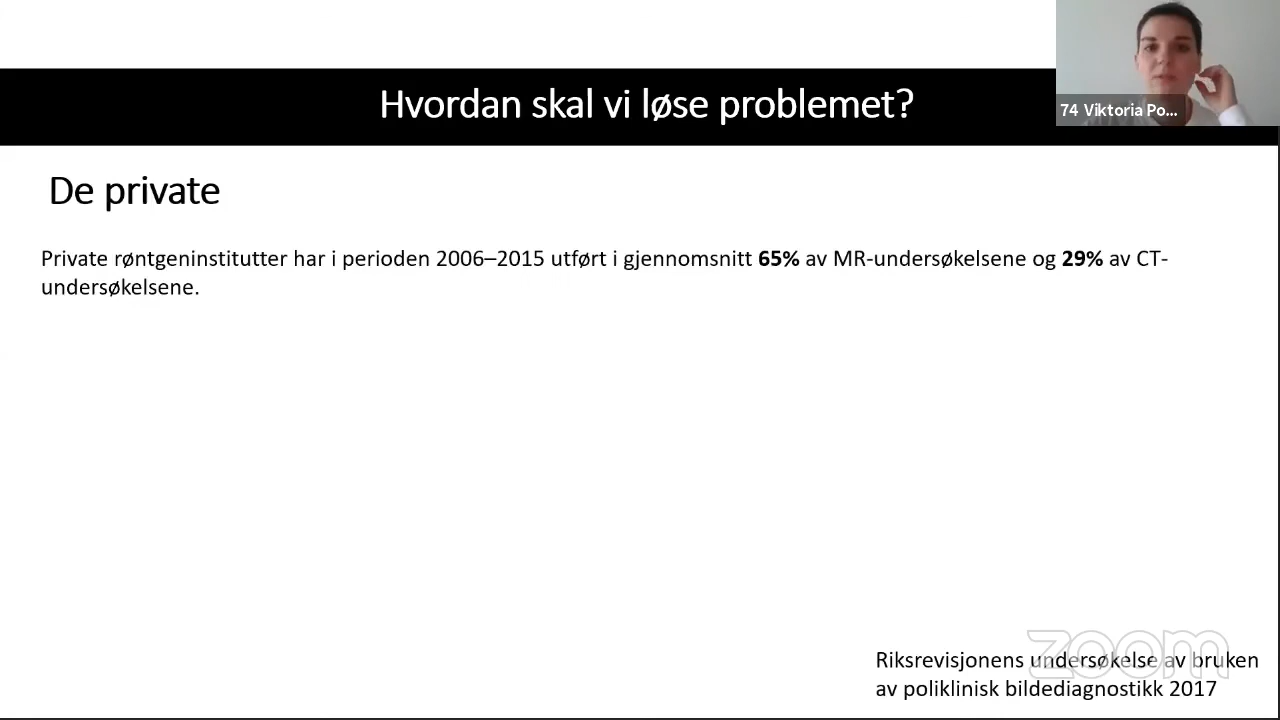 Hvordan skal vi løse problemet?
74 Viktoria Po...
De private
Private røntgeninstitutter har i perioden 2006–2015 utført i gjennomsnitt 65% av MR-undersøkelsene og 29% av CT-
undersøkelsene.
zoom
Riksrevisjonens undersøkelse av bruken
av poliklinisk bildediagnostikk 2017